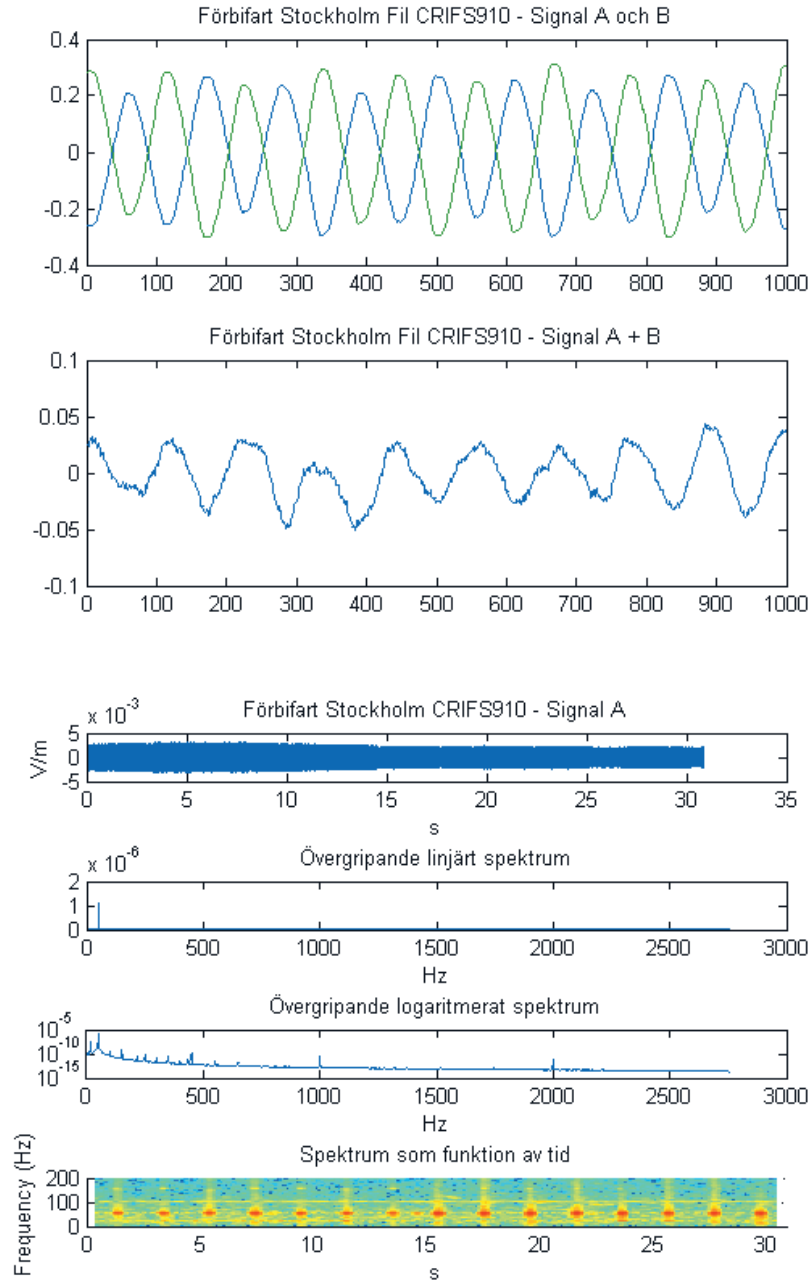 Förbifart Stockholm Fil CRIFS910 - Signal A och B
0.4
0.2
0
-0.2
-0.4
0 100 200 300 400 500 600 700 800 900 1000
Förbifart Stockholm Fil CRIFS910 - Signal A + B
0.1
0.05
0
-0.05
-0.1
0 100 200 300 400 500 600 700 800 900 1000
x 10^-3
Förbifart Stockholm CRIFS910 - Signal A
V/m
5
0
-5
0 5 10 15 20 25 30 35
s
x 10^-6
Övergripande linjärt spektrum
2
1
0
0 500 1000 1500 2000 2500 3000
Hz
Övergripande logaritmerat spektrum
10^-5
10^-10
10^-15
0 500 1000 1500 2000 2500 3000
Hz
Spektrum som funktion av tid
Frequency (Hz)
200
100
0
0 5 10 15 20 25 30
s